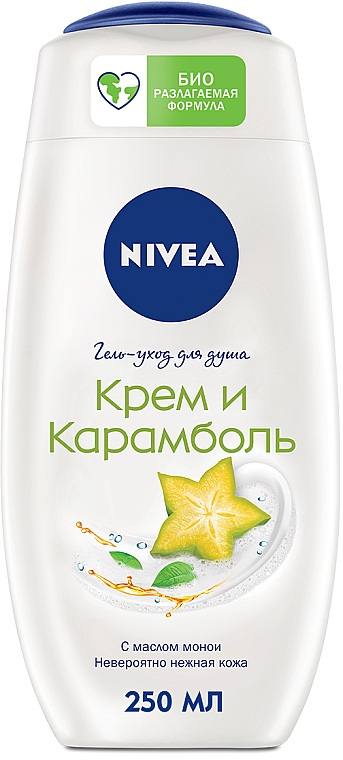 БИО
РАЗЛАГАЕМАЯ
ФОРМУЛА
NIVEA
Гель-уход для душа
Крем и
Карамболь
С маслом монои
Невероятно нежная кожа
250 МЛ